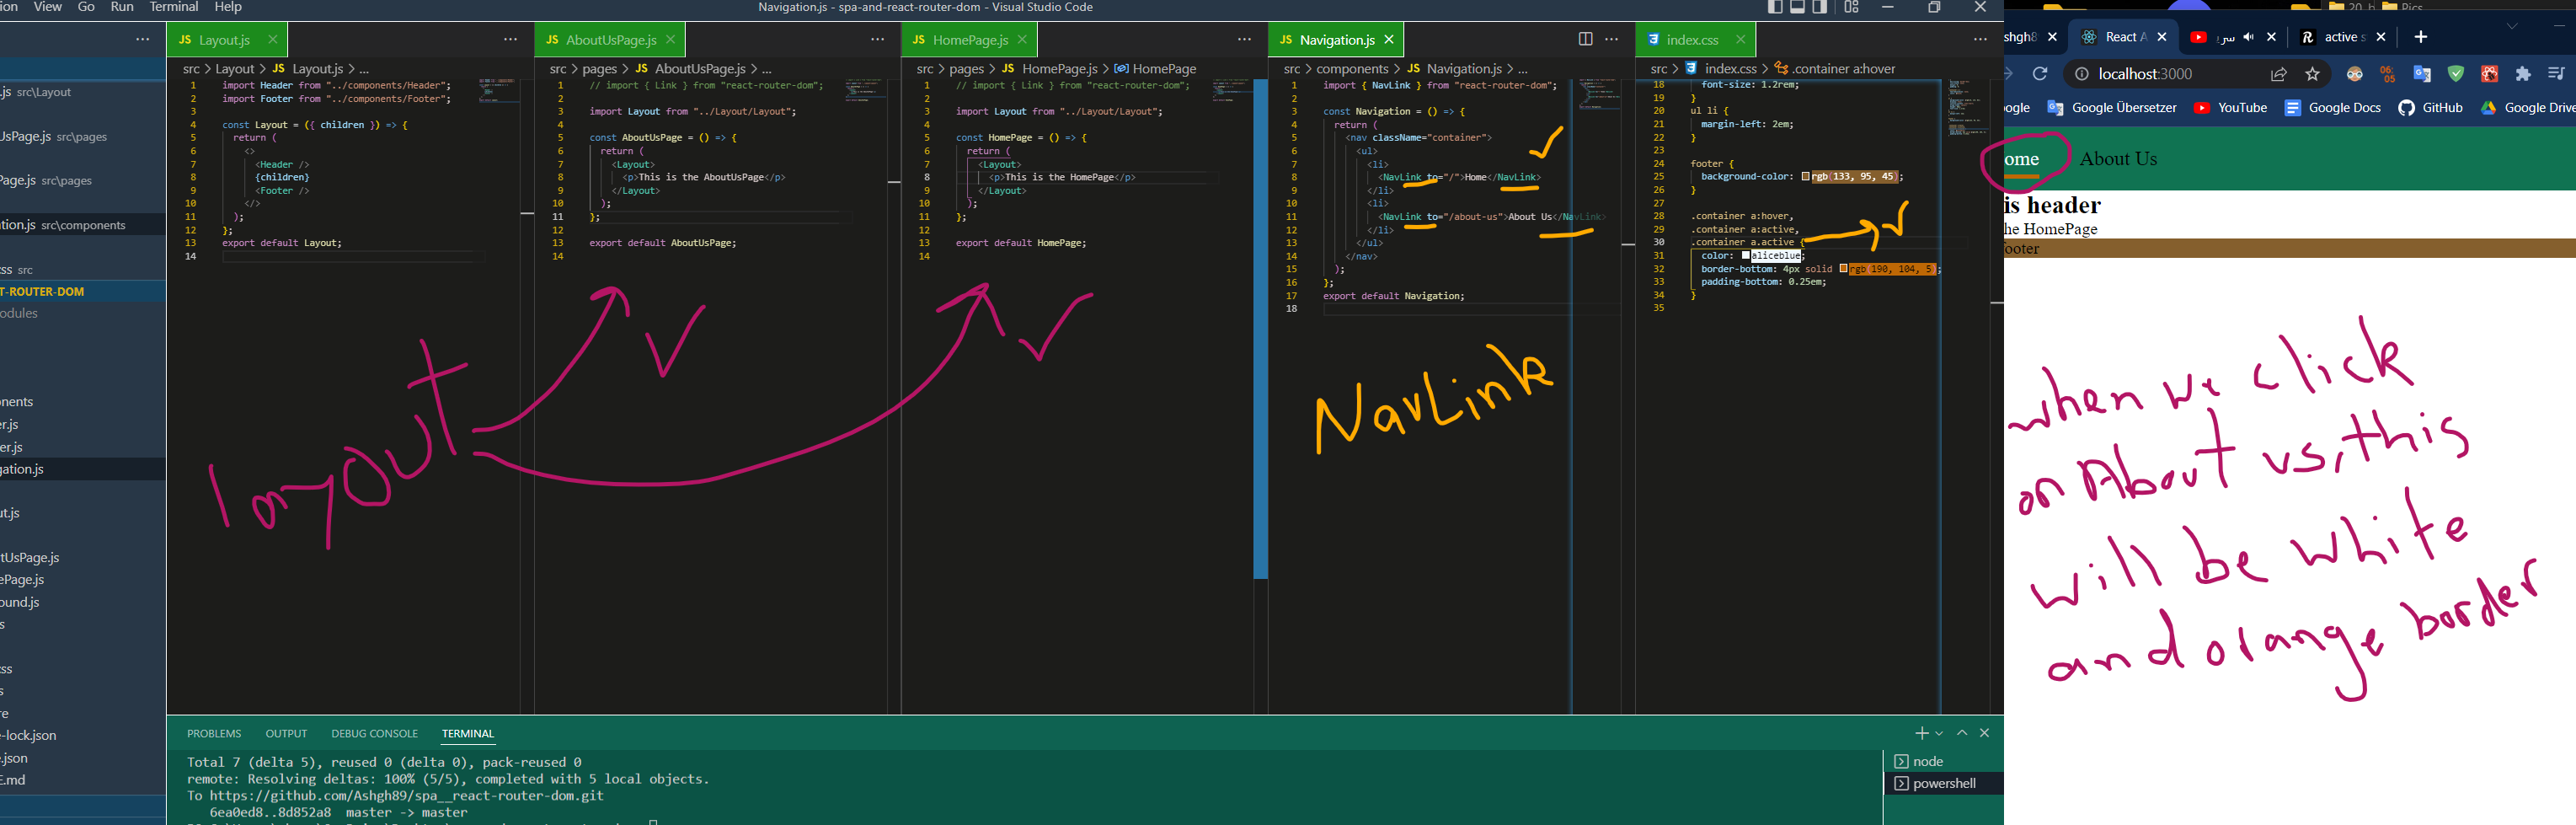 View Go Run Terminal Help
Navigation.js - spa-and-react-router-dom - Visual Studio Code
.js src\Layout
UsPage.js src\pages
Page.js src\pages
ation.js src\components
ss src
T-ROUTER-DOM
odules
nents
er.js
er.js
gation.js
ut.js
tUsPage.js
ePage.js
ound.js
s
ss
s
re
e-lock.json
.json
E.md
JS Layout.js
src > Layout > JS Layout.js > ...
1 import Header from "../components/Header";
2 import Footer from "../components/Footer";
3
4 const Layout = ({ children }) => {
5 return (
6 <>
7 <Header />
8 {children}
9 <Footer />
10 </>
11 );
12 };
13 export default Layout;
14
JS AboutUsPage.js
src > pages > JS AboutUsPage.js > ...
1 // import { Link } from "react-router-dom";
2
3 import Layout from "../Layout/Layout";
4
5 const AboutUsPage = () => {
6 return (
7 <Layout>
8 <p>This is the AboutUsPage</p>
9 </Layout>
10 );
11 };
12
13 export default AboutUsPage;
14
JS HomePage.js
src > pages > JS HomePage.js > HomePage
1 // import { Link } from "react-router-dom";
2
3 import Layout from "../Layout/Layout";
4
5 const HomePage = () => {
6 return (
7 <Layout>
8 <p>This is the HomePage</p>
9 </Layout>
10 );
11 };
12
13 export default HomePage;
14
JS Navigation.js
src > components > JS Navigation.js > ...
1 import { NavLink } from "react-router-dom";
2
3 const Navigation = () => {
4 return (
5 <nav className="container">
6 <ul>
7 <li>
8 <NavLink to="/">Home</NavLink>
9 </li>
10 <li>
11 <NavLink to="/about-us">About Us</NavLink>
12 </li>
13 </ul>
14 </nav>
15 );
16 };
17 export default Navigation;
18
index.css
src > index.css > .container a:hover
18 font-size: 1.2rem;
19 }
20 ul li {
21 margin-left: 2em;
22 }
23
24 footer {
25 background-color: rgb(133, 95, 45);
26 }
27
28 .container a:hover,
29 .container a:active,
30 .container a.active {
31 color: aliceblue;
32 border-bottom: 4px solid rgb(190, 104, 5);
33 padding-bottom: 0.25em;
34 }
35
layout
NavLink
PROBLEMS OUTPUT DEBUG CONSOLE TERMINAL
Total 7 (delta 5), reused 0 (delta 0), pack-reused 0
remote: Resolving deltas: 100% (5/5), completed with 5 local objects.
To https://github.com/Ashgh89/spa__react-router-dom.git
6ea0ed8..8d852a8 master -> master
node
powershell
20_h Pics
shgh8 React A active s
localhost:3000
06:05
ogle Google Übersetzer YouTube Google Docs GitHub Google Drive
ome About Us
is header
he HomePage
footer
when we click
on About us, this
will be white
and orange border